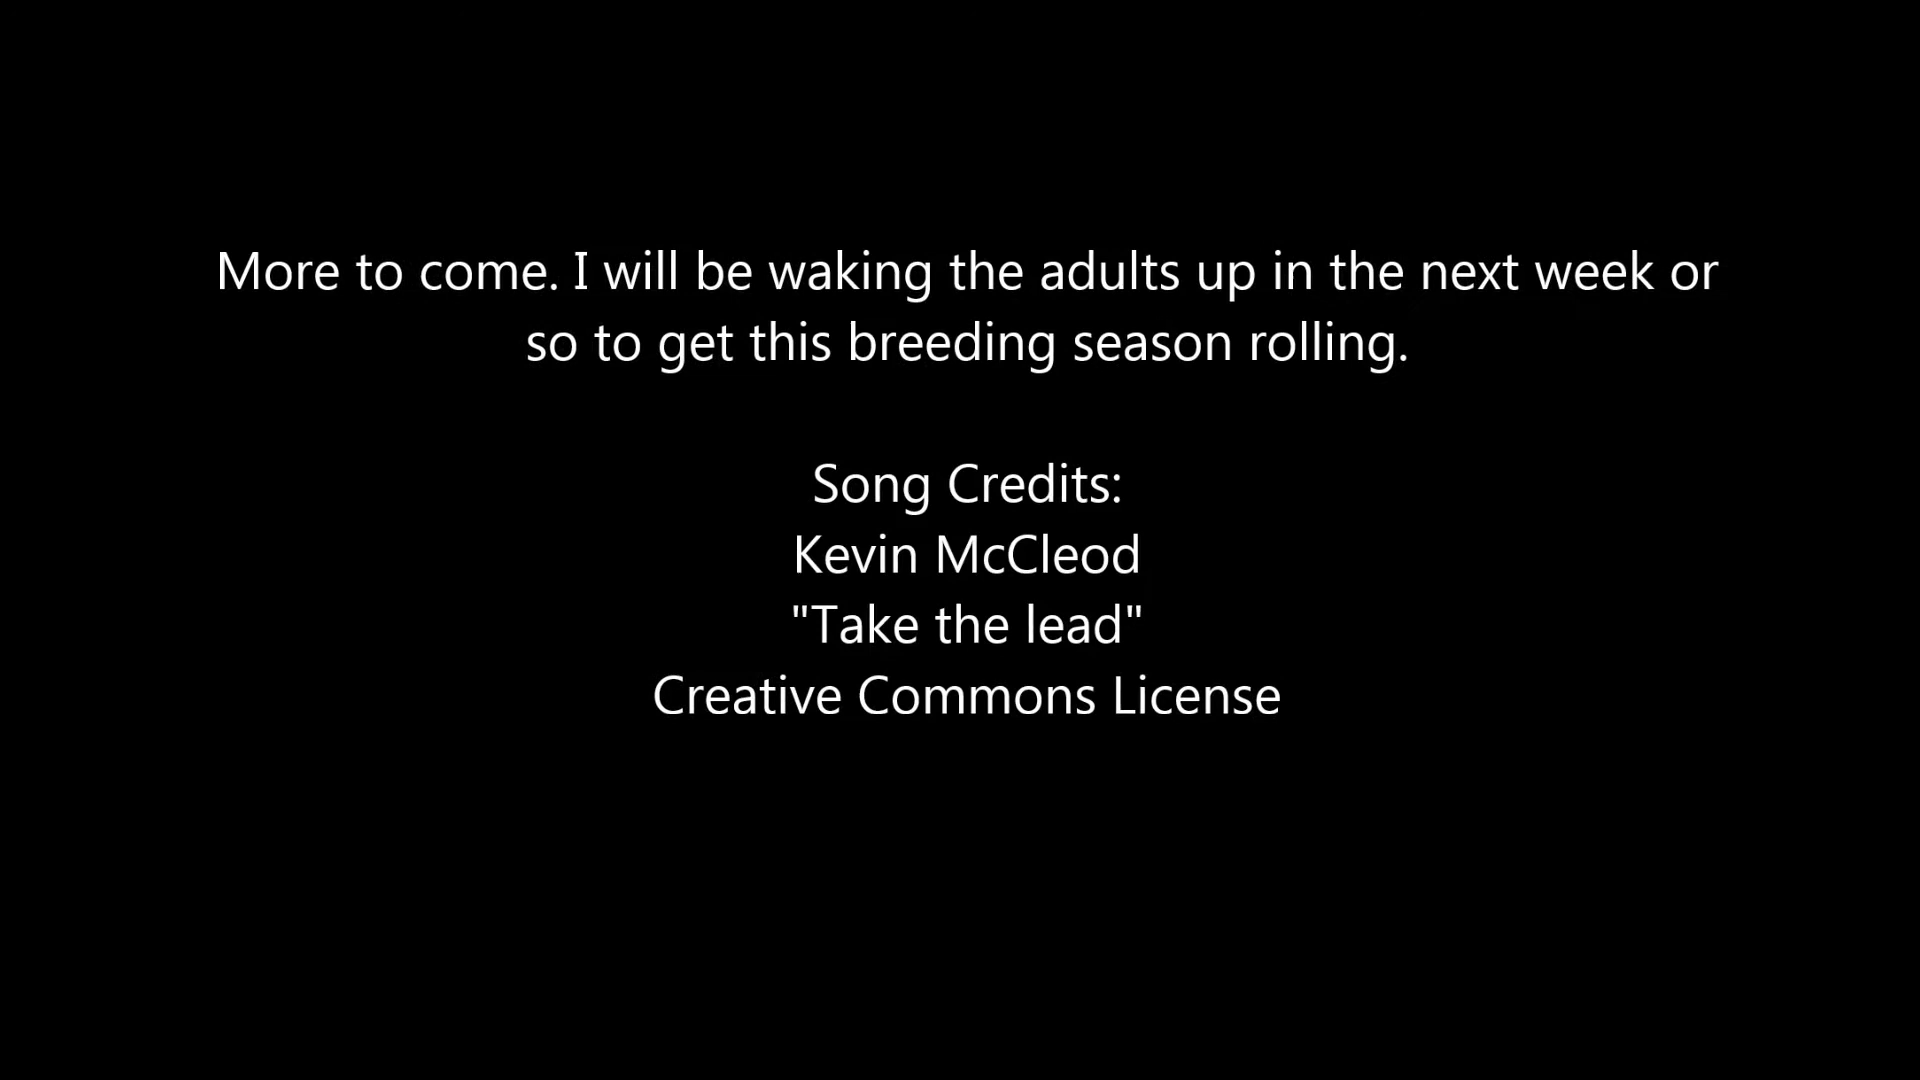 More to come. I will be waking the adults up in the next week or
so to get this breeding season rolling.
Song Credits:
Kevin McCleod
"Take the lead"
Creative Commons License